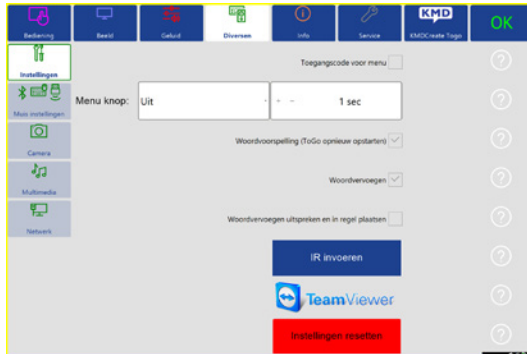 Bediening Beeld Geluid Diversen Info Service KMDCreate Togo OK
KMD
Instellingen
Toegangscode voor menu
Muis instellingen
Menu knop: Uit + - 1 sec
Camera
Woordvoorspelling (ToGo opnieuw opstarten)
Multimedia
Woordvervoegen
Netwerk
Woordvervoegen uitspreken en in regel plaatsen
IR invoeren
TeamViewer
Instellingen resetten